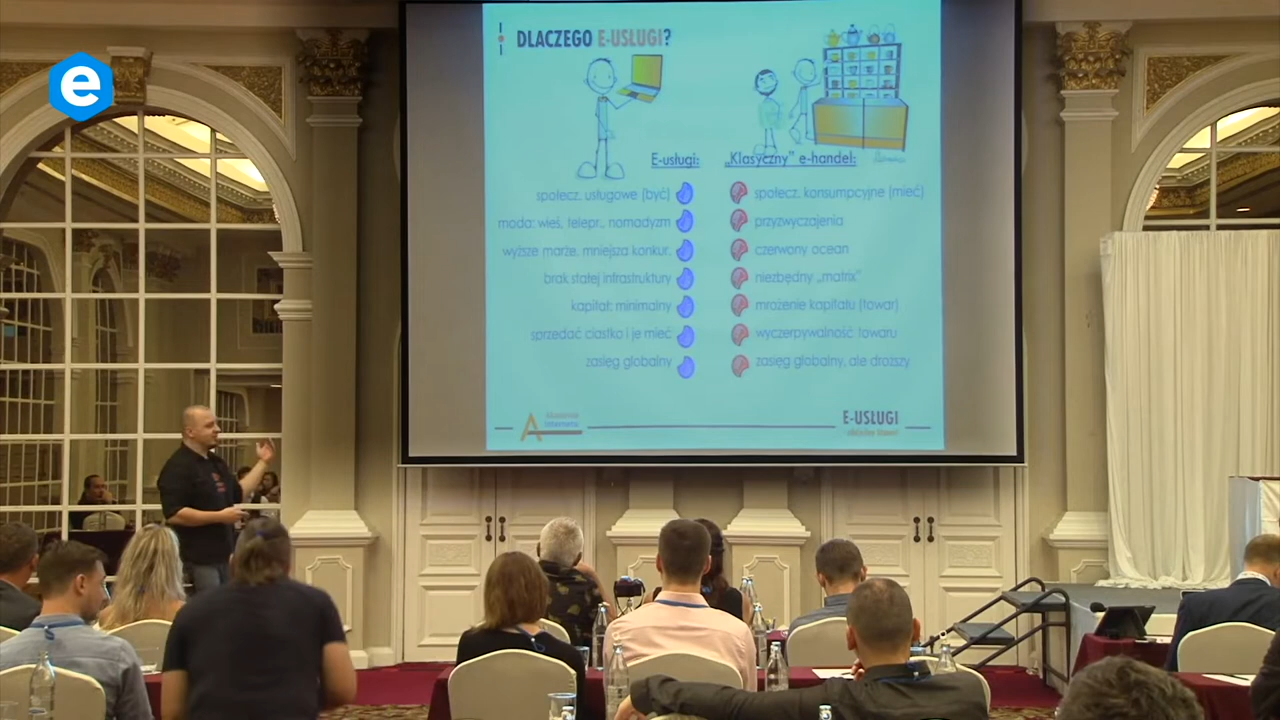 e
DLACZEGO E-USŁUGI?
E-usługi:
społecz. usługowe (być)
moda: wieś, telepr., nomadyzm
wyższe marże, mniejsza konkur.
brak stałej infrastruktury
kapitał: minimalny
sprzedać ciastko i je mieć
zasięg globalny
„Klasyczny" e-handel:
społecz. konsumpcyjne (mieć)
przyzwyczajenia
czerwony ocean
niezbędny „matrix"
mrożenie kapitału (towar)
wyczerpywalność towaru
zasięg globalny, ale droższy
Akademia
Internetu
E-USŁUGI